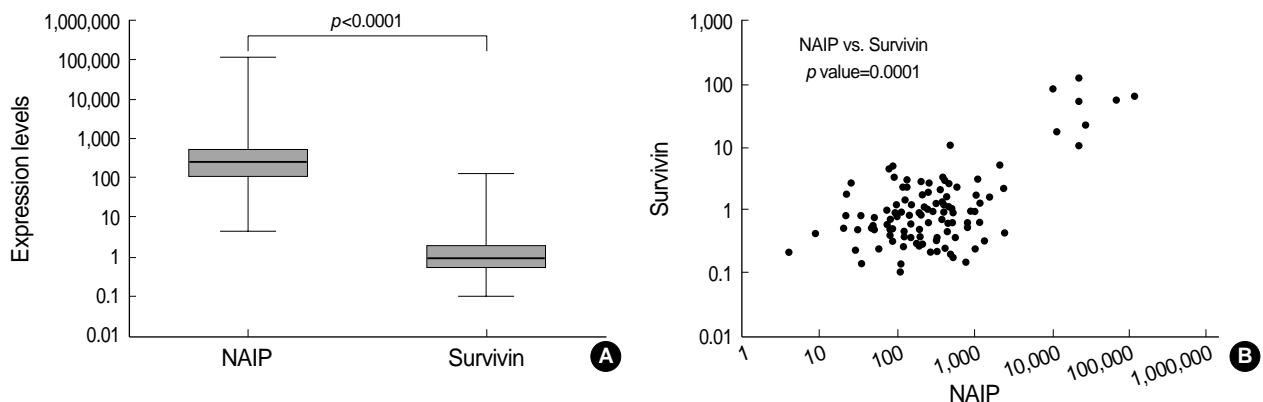 Expression levels
1,000,000
100,000
10,000
1,000
100
10
1
0.1
0.01
p<0.0001
NAIP
Survivin
A
Survivin
1,000
100
10
1
0.1
0.01
NAIP vs. Survivin
p value=0.0001
1
10
100
1,000
10,000
100,000
1,000,000
NAIP
B